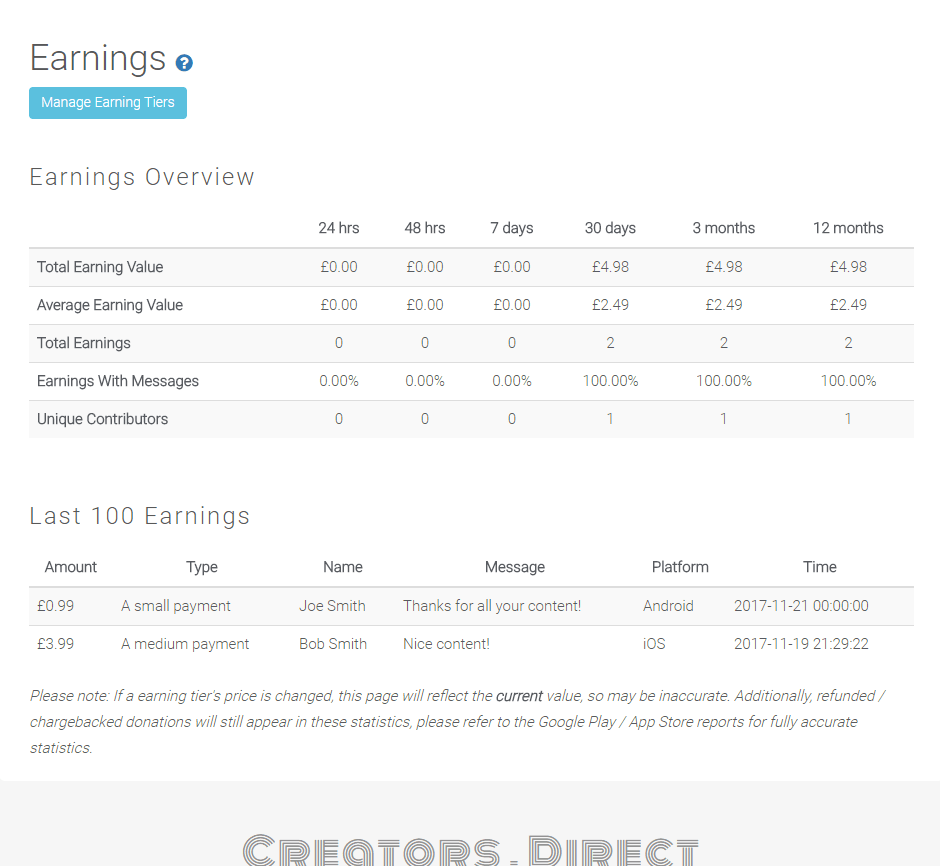 Earnings ?
Manage Earning Tiers
Earnings Overview
24 hrs 48 hrs 7 days 30 days 3 months 12 months
Total Earning Value £0.00 £0.00 £0.00 £4.98 £4.98 £4.98
Average Earning Value £0.00 £0.00 £0.00 £2.49 £2.49 £2.49
Total Earnings 0 0 0 2 2 2
Earnings With Messages 0.00% 0.00% 0.00% 100.00% 100.00% 100.00%
Unique Contributors 0 0 0 1 1 1
Last 100 Earnings
Amount Type Name Message Platform Time
£0.99 A small payment Joe Smith Thanks for all your content! Android 2017-11-21 00:00:00
£3.99 A medium payment Bob Smith Nice content! iOS 2017-11-19 21:29:22
Please note: If a earning tier's price is changed, this page will reflect the current value, so may be inaccurate. Additionally, refunded /
chargebacked donations will still appear in these statistics, please refer to the Google Play / App Store reports for fully accurate
statistics.
Creators.Direct